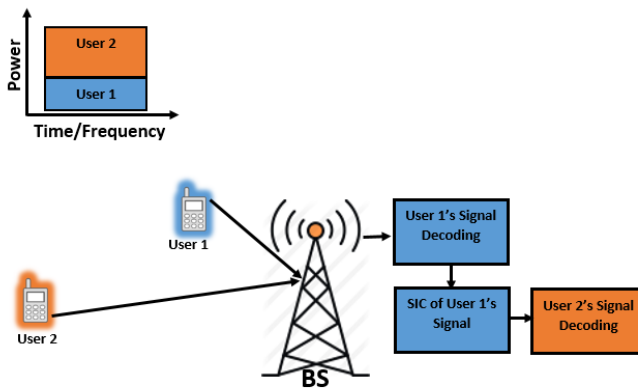 Power
User 2
User 1
Time/Frequency
User 1
User 2
BS
User 1’s Signal
Decoding
SIC of User 1’s
Signal
User 2’s Signal
Decoding